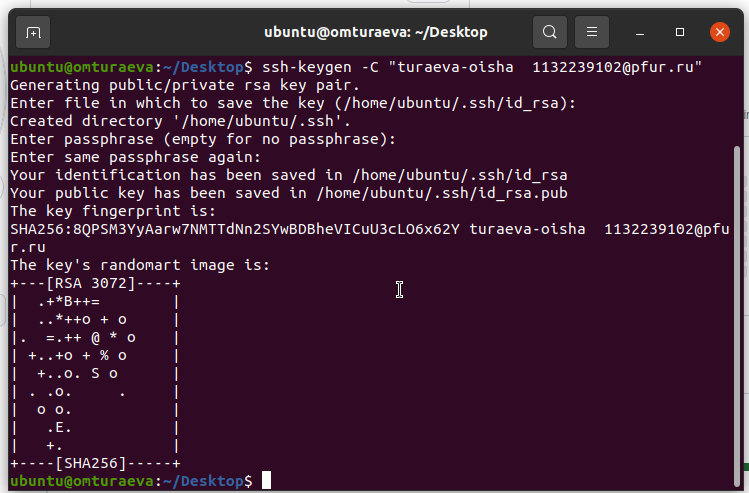 ubuntu@omturaeva: ~/Desktop
ubuntu@omturaeva:~/Desktop$ ssh-keygen -C "turaeva-oisha  1132239102@pfur.ru"
Generating public/private rsa key pair.
Enter file in which to save the key (/home/ubuntu/.ssh/id_rsa):
Created directory '/home/ubuntu/.ssh'.
Enter passphrase (empty for no passphrase):
Enter same passphrase again:
Your identification has been saved in /home/ubuntu/.ssh/id_rsa
Your public key has been saved in /home/ubuntu/.ssh/id_rsa.pub
The key fingerprint is:
SHA256:8QPSM3YyAarw7NMTTdNn2SYwBDBheVICuU3cLO6x62Y turaeva-oisha  1132239102@pfu
r.ru
The key's randomart image is:
+---[RSA 3072]----+
|  .+*B++=        |
|  ..*++o + o     |
|.  =.++ @ * o    |
| +..+o + % o     |
|  +..o. S o      |
| . .o.     .     |
|  o o.           |
|   .E.           |
|   +.            |
+----[SHA256]-----+
ubuntu@omturaeva:~/Desktop$